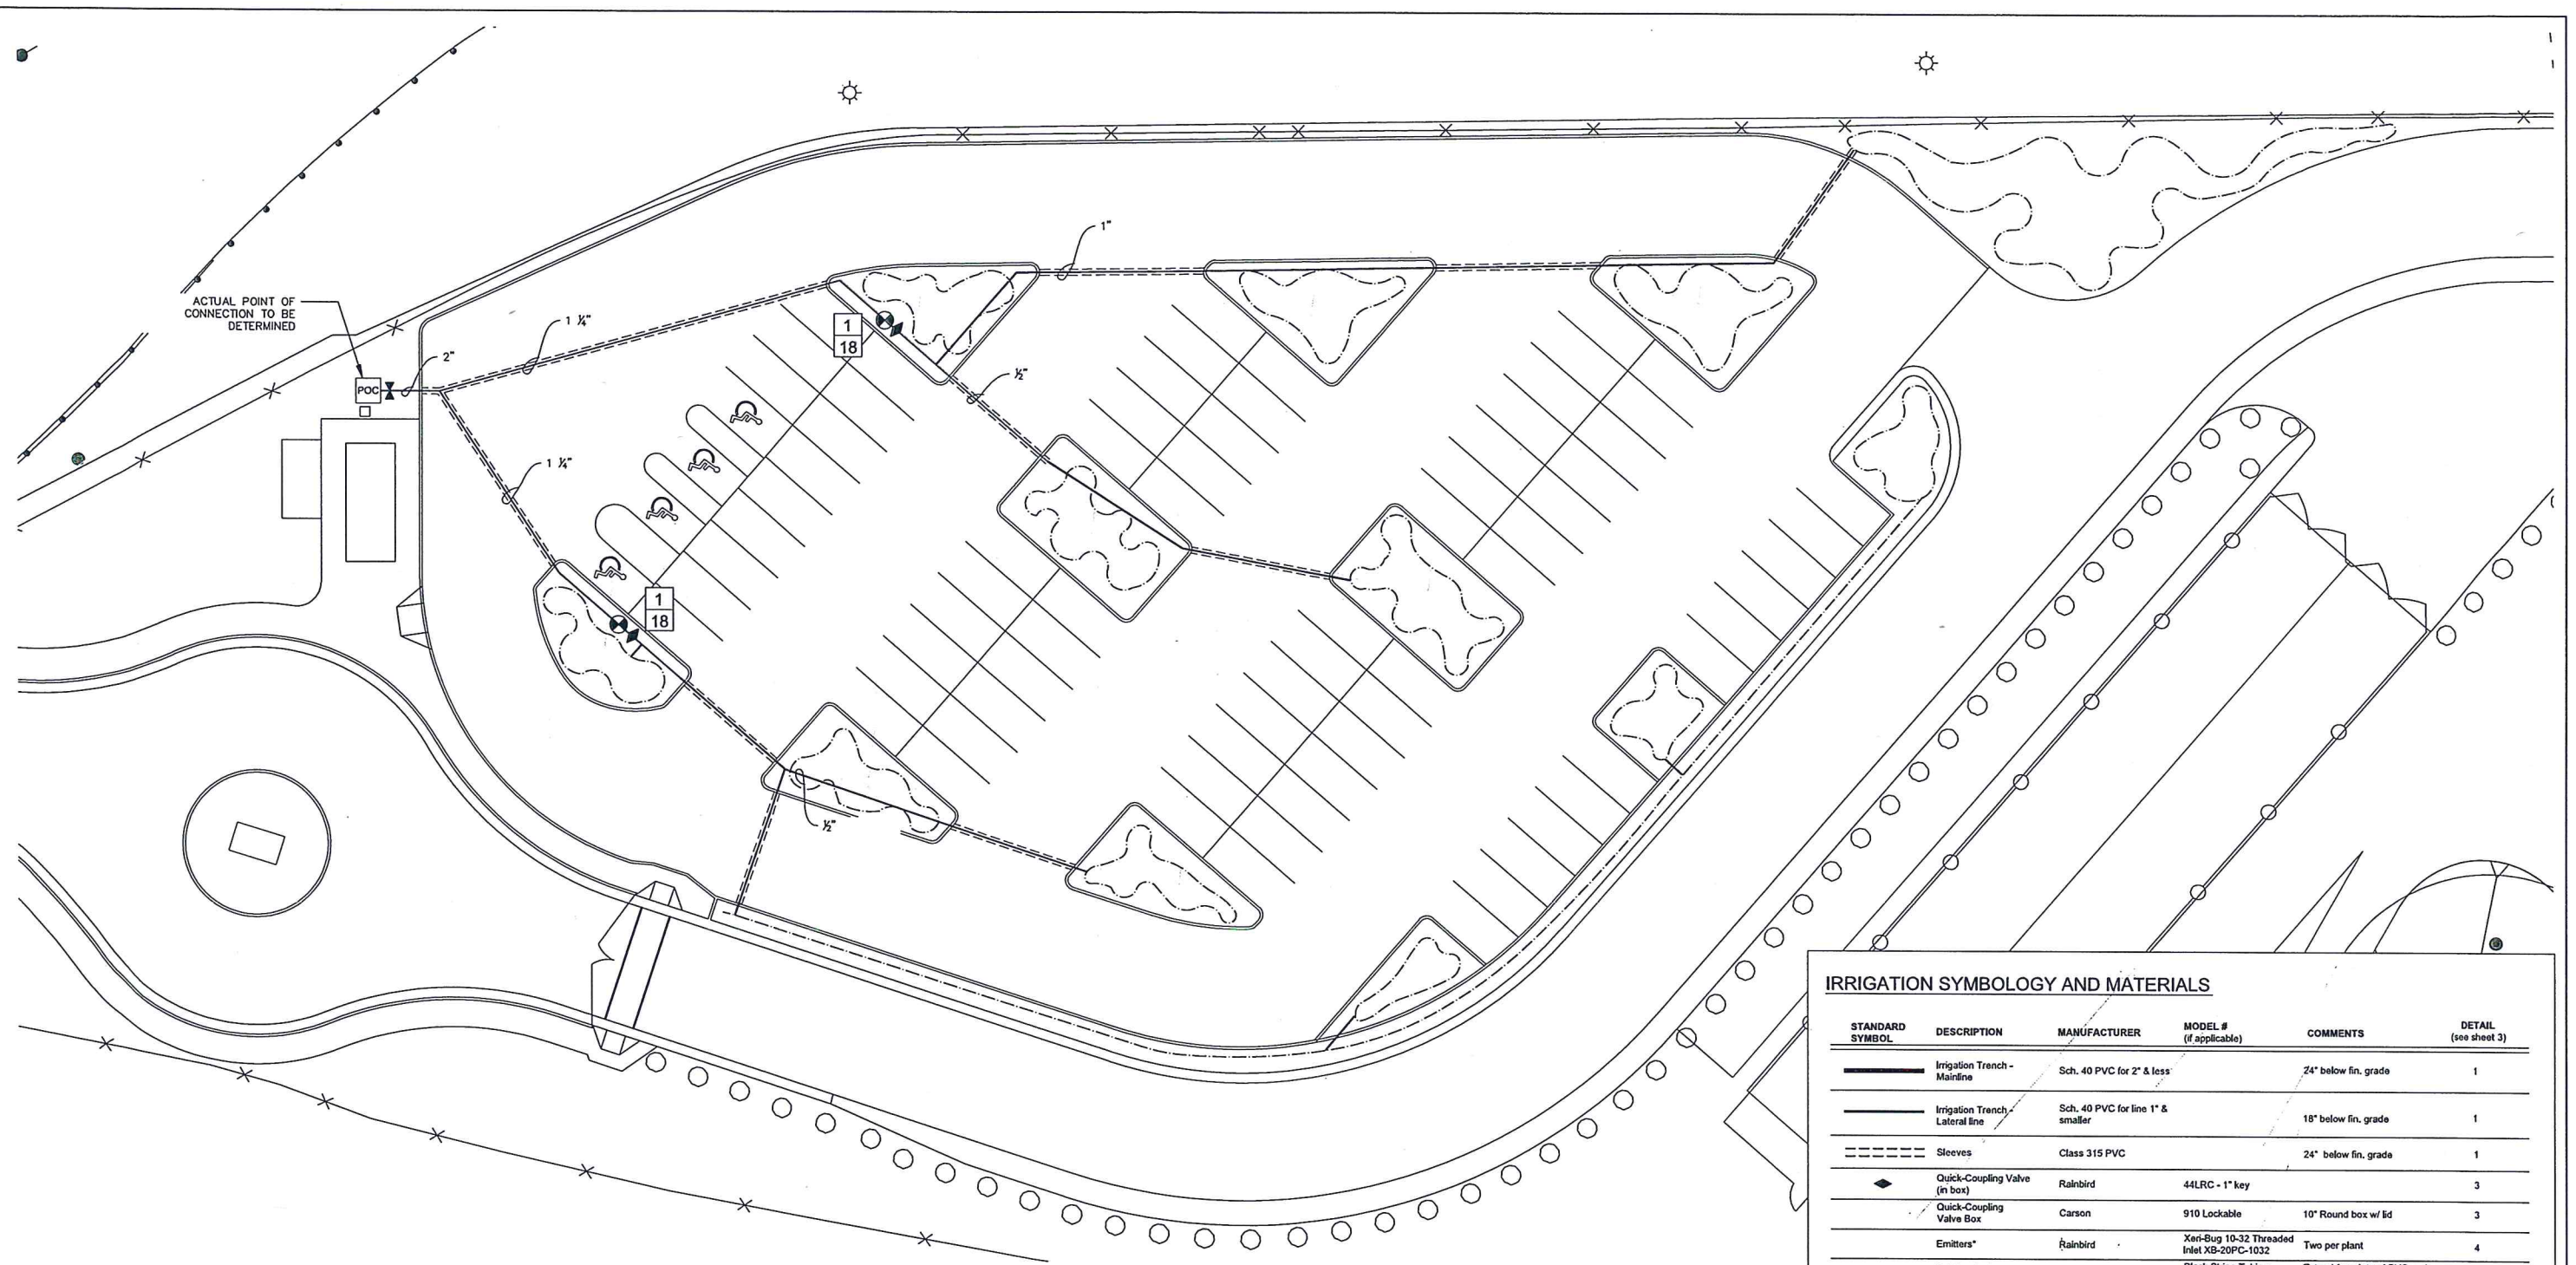 1"
ACTUAL POINT OF
CONNECTION TO BE
DETERMINED
1 ¼"
1
18
2"
POC
½"
1 ¼"
1
18
½"
IRRIGATION SYMBOLOGY AND MATERIALS
STANDARD SYMBOL DESCRIPTION MANUFACTURER MODEL # (if applicable) COMMENTS DETAIL (see sheet 3)
Irrigation Trench - Mainline Sch. 40 PVC for 2" & less 24" below fin. grade 1
Irrigation Trench - Lateral line Sch. 40 PVC for line 1" & smaller 18" below fin. grade 1
Sleeves Class 315 PVC 24" below fin. grade 1
Quick-Coupling Valve (in box) Rainbird 44LRC - 1" key 3
Quick-Coupling Valve Box Carson 910 Lockable 10" Round box w/ lid 3
Emitters* Rainbird Xeri-Bug 10-32 Threaded Inlet XB-20PC-1032 Two per plant 4